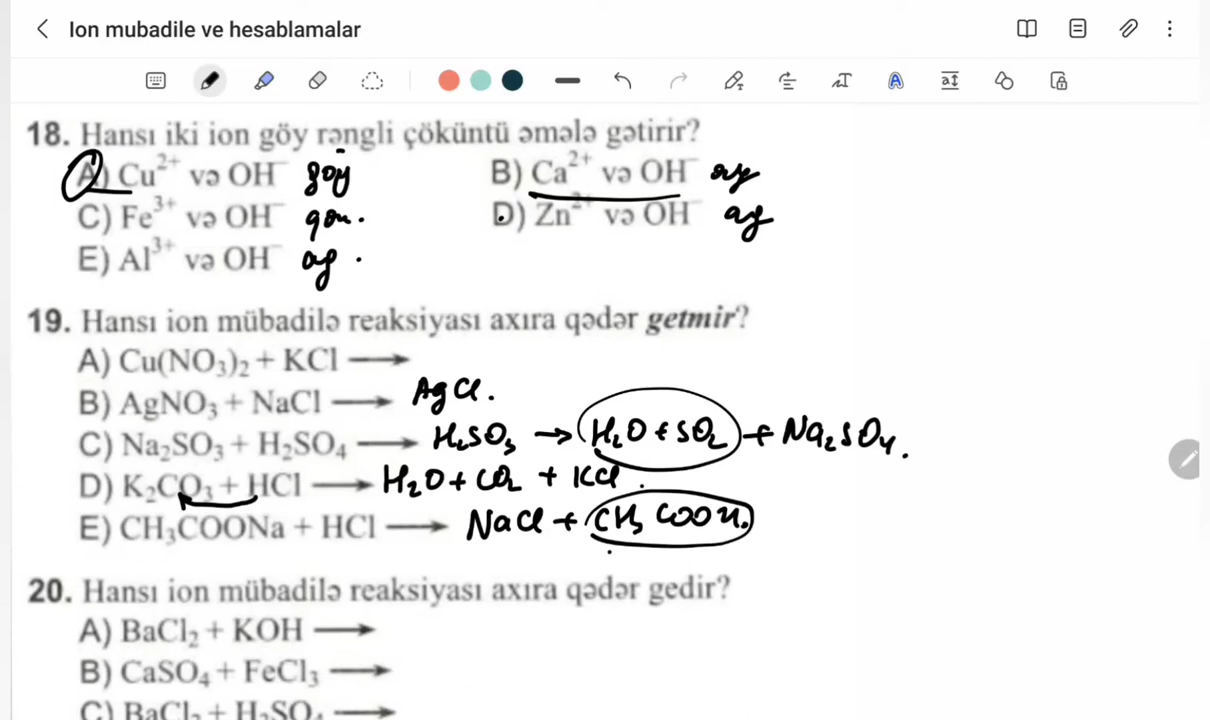 Ion mubadile ve hesablamalar
18. Hansı iki ion göy rəngli çöküntü əmələ gətirir?
A) Cu²⁺ və OH⁻ göy B) Ca²⁺ və OH⁻ ağ
C) Fe³⁺ və OH⁻ qon. D) Zn²⁺ və OH⁻ ağ
E) Al³⁺ və OH⁻ ağ.
19. Hansı ion mübadilə reaksiyası axıra qədər getmir?
A) Cu(NO₃)₂ + KCl ⟶
B) AgNO₃ + NaCl ⟶ AgCl.
C) Na₂SO₃ + H₂SO₄ ⟶ H₂SO₃ → H₂O + SO₂ + Na₂SO₄.
D) K₂CO₃ + HCl ⟶ H₂O + CO₂ + KCl.
E) CH₃COONa + HCl ⟶ NaCl + CH₃COOH.
20. Hansı ion mübadilə reaksiyası axıra qədər gedir?
A) BaCl₂ + KOH ⟶
B) CaSO₄ + FeCl₃ ⟶
C) BaCl₂ + H₂SO₄ ⟶